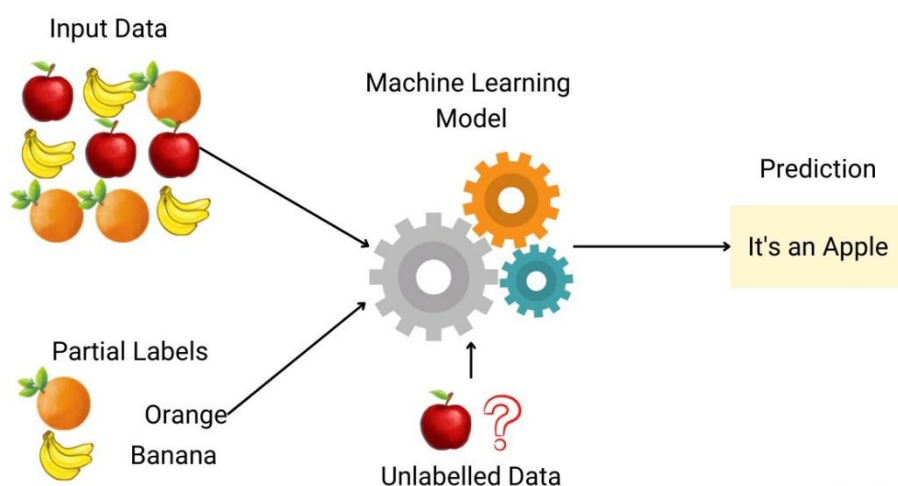 Input Data
Machine Learning
Model
Prediction
It's an Apple
Partial Labels
Orange
Banana
Unlabelled Data